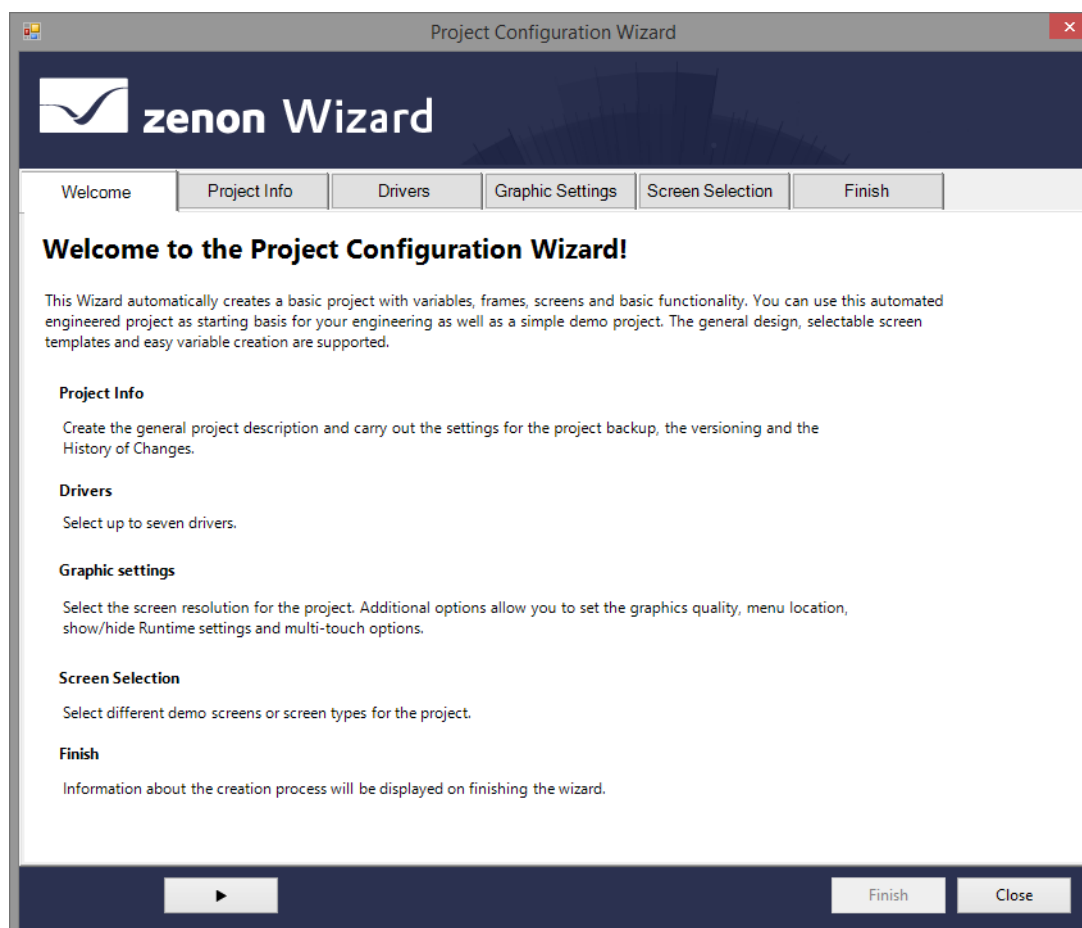 Project Configuration Wizard
zenon Wizard
Welcome
Project Info
Drivers
Graphic Settings
Screen Selection
Finish
Welcome to the Project Configuration Wizard!
This Wizard automatically creates a basic project with variables, frames, screens and basic functionality. You can use this automated
engineered project as starting basis for your engineering as well as a simple demo project. The general design, selectable screen
templates and easy variable creation are supported.
Project Info
Create the general project description and carry out the settings for the project backup, the versioning and the
History of Changes.
Drivers
Select up to seven drivers.
Graphic settings
Select the screen resolution for the project. Additional options allow you to set the graphics quality, menu location,
show/hide Runtime settings and multi-touch options.
Screen Selection
Select different demo screens or screen types for the project.
Finish
Information about the creation process will be displayed on finishing the wizard.
Finish
Close